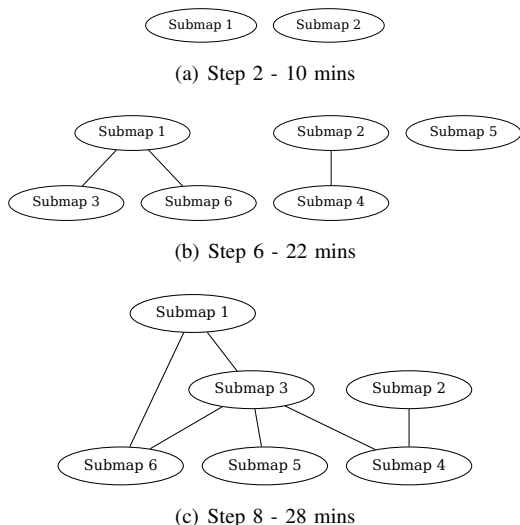 Submap 1 Submap 2
(a) Step 2 - 10 mins
Submap 1 Submap 2 Submap 5
Submap 3 Submap 6 Submap 4
(b) Step 6 - 22 mins
Submap 1
Submap 3 Submap 2
Submap 6 Submap 5 Submap 4
(c) Step 8 - 28 mins